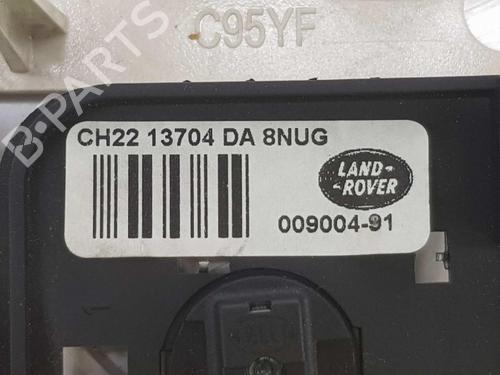 C95YF
B-PARTS
CH22 13704 DA 8NUG
LAND-
-ROVER
009004-91